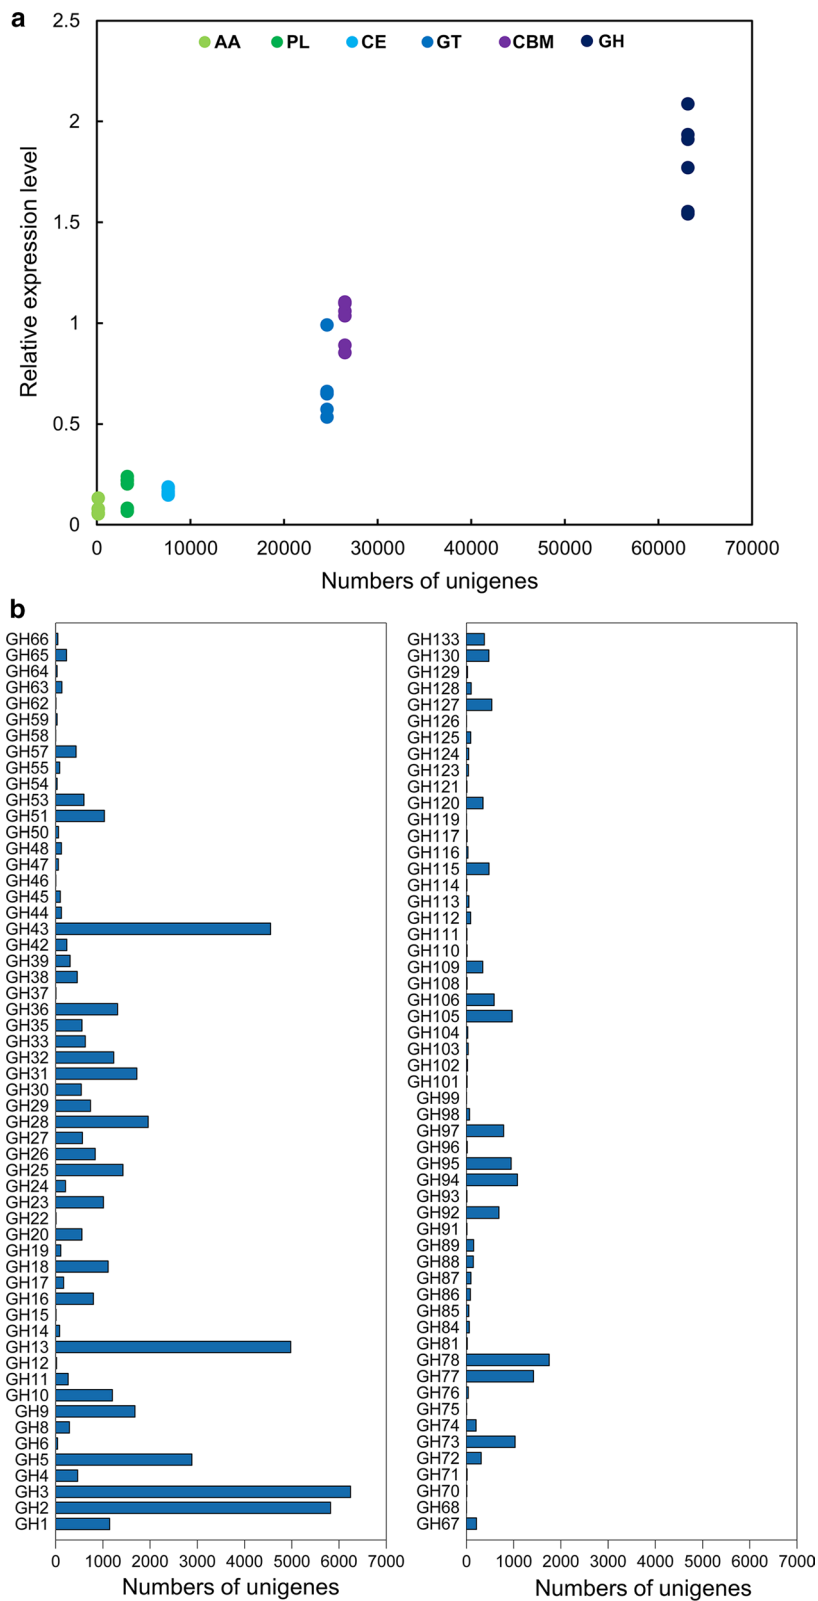 a
2.5
AA PL CE GT CBM GH
2
1.5
1
0.5
0
Relative expression level
0 10000 20000 30000 40000 50000 60000 70000
Numbers of unigenes
b
GH66
GH65
GH64
GH63
GH62
GH59
GH58
GH57
GH55
GH54
GH53
GH51
GH50
GH48
GH47
GH46
GH45
GH44
GH43
GH42
GH39
GH38
GH37
GH36
GH35
GH33
GH32
GH31
GH30
GH29
GH28
GH27
GH26
GH25
GH24
GH23
GH22
GH20
GH19
GH18
GH17
GH16
GH15
GH14
GH13
GH12
GH11
GH10
GH9
GH8
GH6
GH5
GH4
GH3
GH2
GH1
0 1000 2000 3000 4000 5000 6000 7000
Numbers of unigenes
GH133
GH130
GH129
GH128
GH127
GH126
GH125
GH124
GH123
GH121
GH120
GH119
GH117
GH116
GH115
GH114
GH113
GH112
GH111
GH110
GH109
GH108
GH106
GH105
GH104
GH103
GH102
GH101
GH99
GH98
GH97
GH96
GH95
GH94
GH93
GH92
GH91
GH89
GH88
GH87
GH86
GH85
GH84
GH81
GH78
GH77
GH76
GH75
GH74
GH73
GH72
GH71
GH70
GH68
GH67
0 1000 2000 3000 4000 5000 6000 7000
Numbers of unigenes